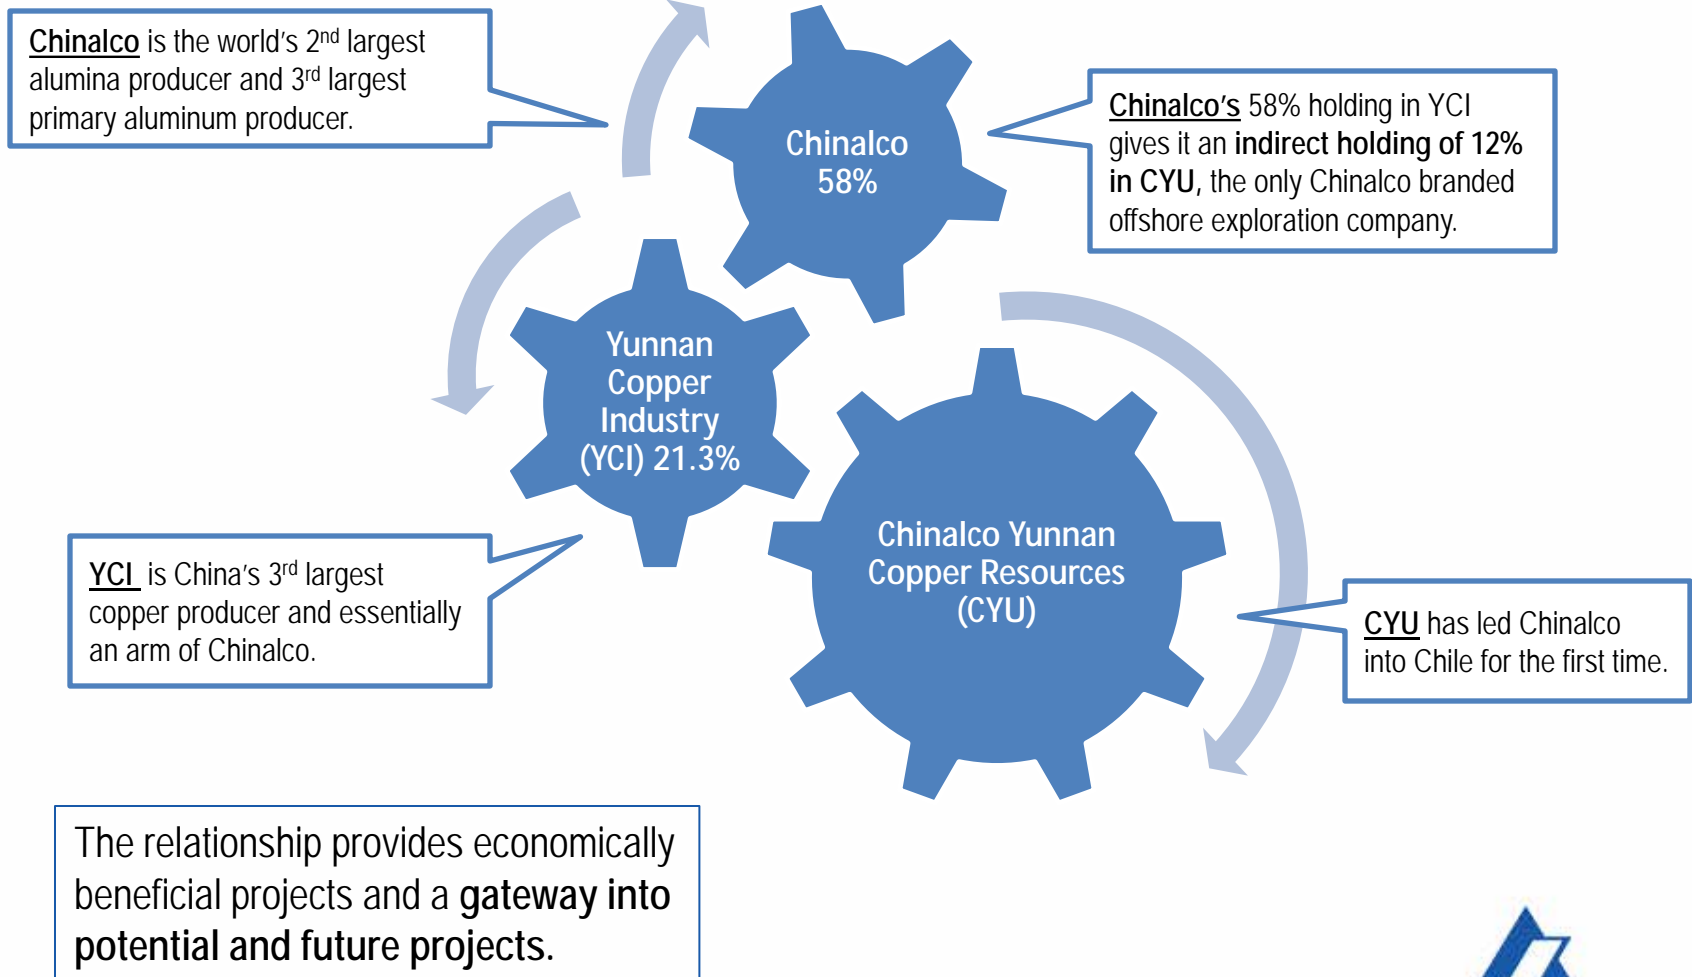 Chinalco is the world's 2nd largest
alumina producer and 3rd largest
primary aluminum producer.
Chinalco
58%
Chinalco's 58% holding in YCI
gives it an indirect holding of 12%
in CYU, the only Chinalco branded
offshore exploration company.
Yunnan
Copper
Industry
(YCI) 21.3%
YCI is China's 3rd largest
copper producer and essentially
an arm of Chinalco.
Chinalco Yunnan
Copper Resources
(CYU)
CYU has led Chinalco
into Chile for the first time.
The relationship provides economically
beneficial projects and a gateway into
potential and future projects.